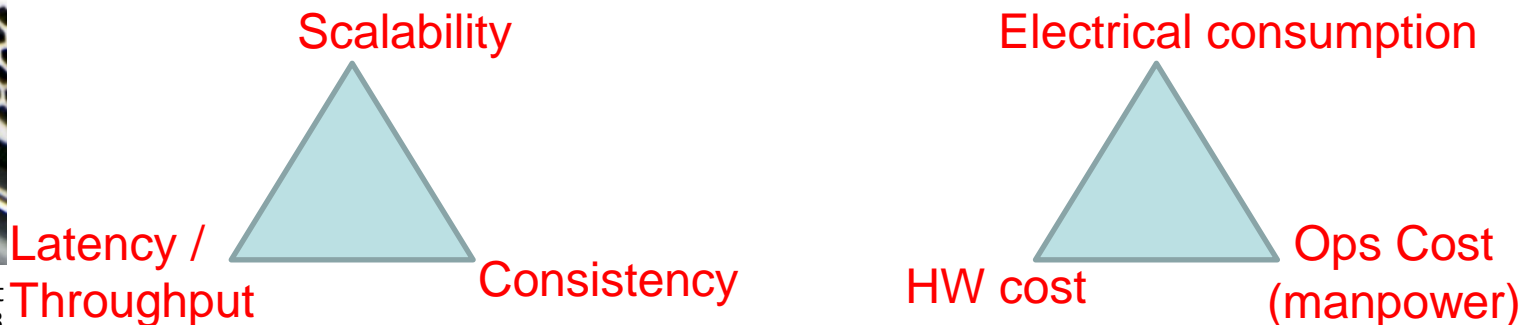 Scalability
Latency /
Throughput
Consistency
Electrical consumption
HW cost
Ops Cost
(manpower)